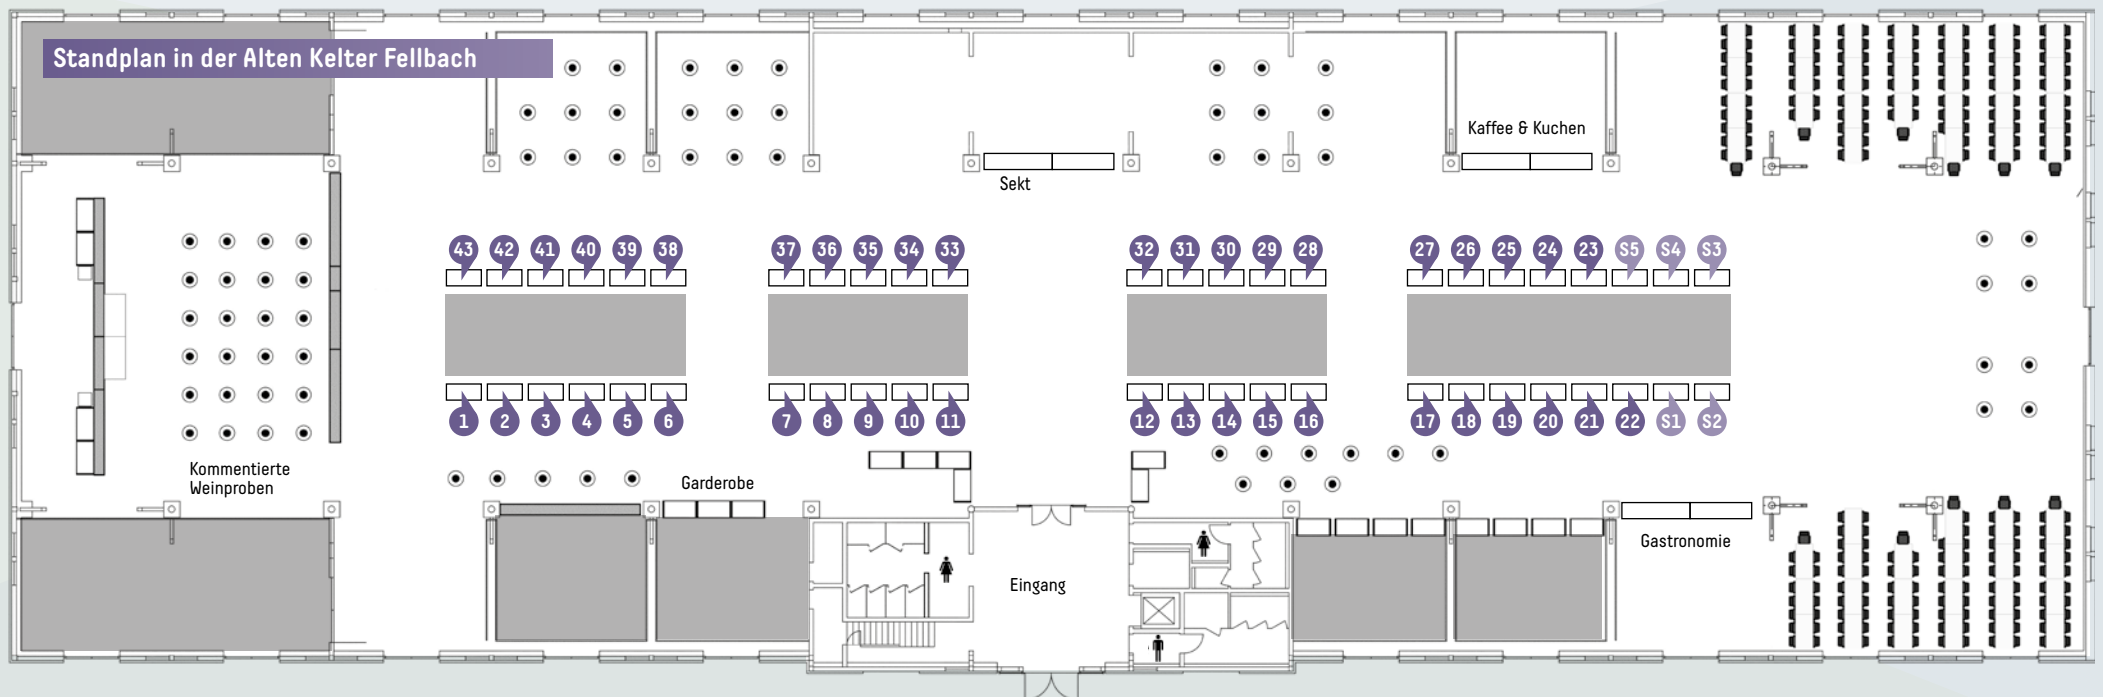 Standplan in der Alten Kelter Fellbach
Kaffee & Kuchen
Sekt
43 42 41 40 39 38 37 36 35 34 33 32 31 30 29 28 27 26 25 24 23 S5 S4 S3
1 2 3 4 5 6 7 8 9 10 11 12 13 14 15 16 17 18 19 20 21 22 S1 S2
Kommentierte
Weinproben
Garderobe
Gastronomie
Eingang